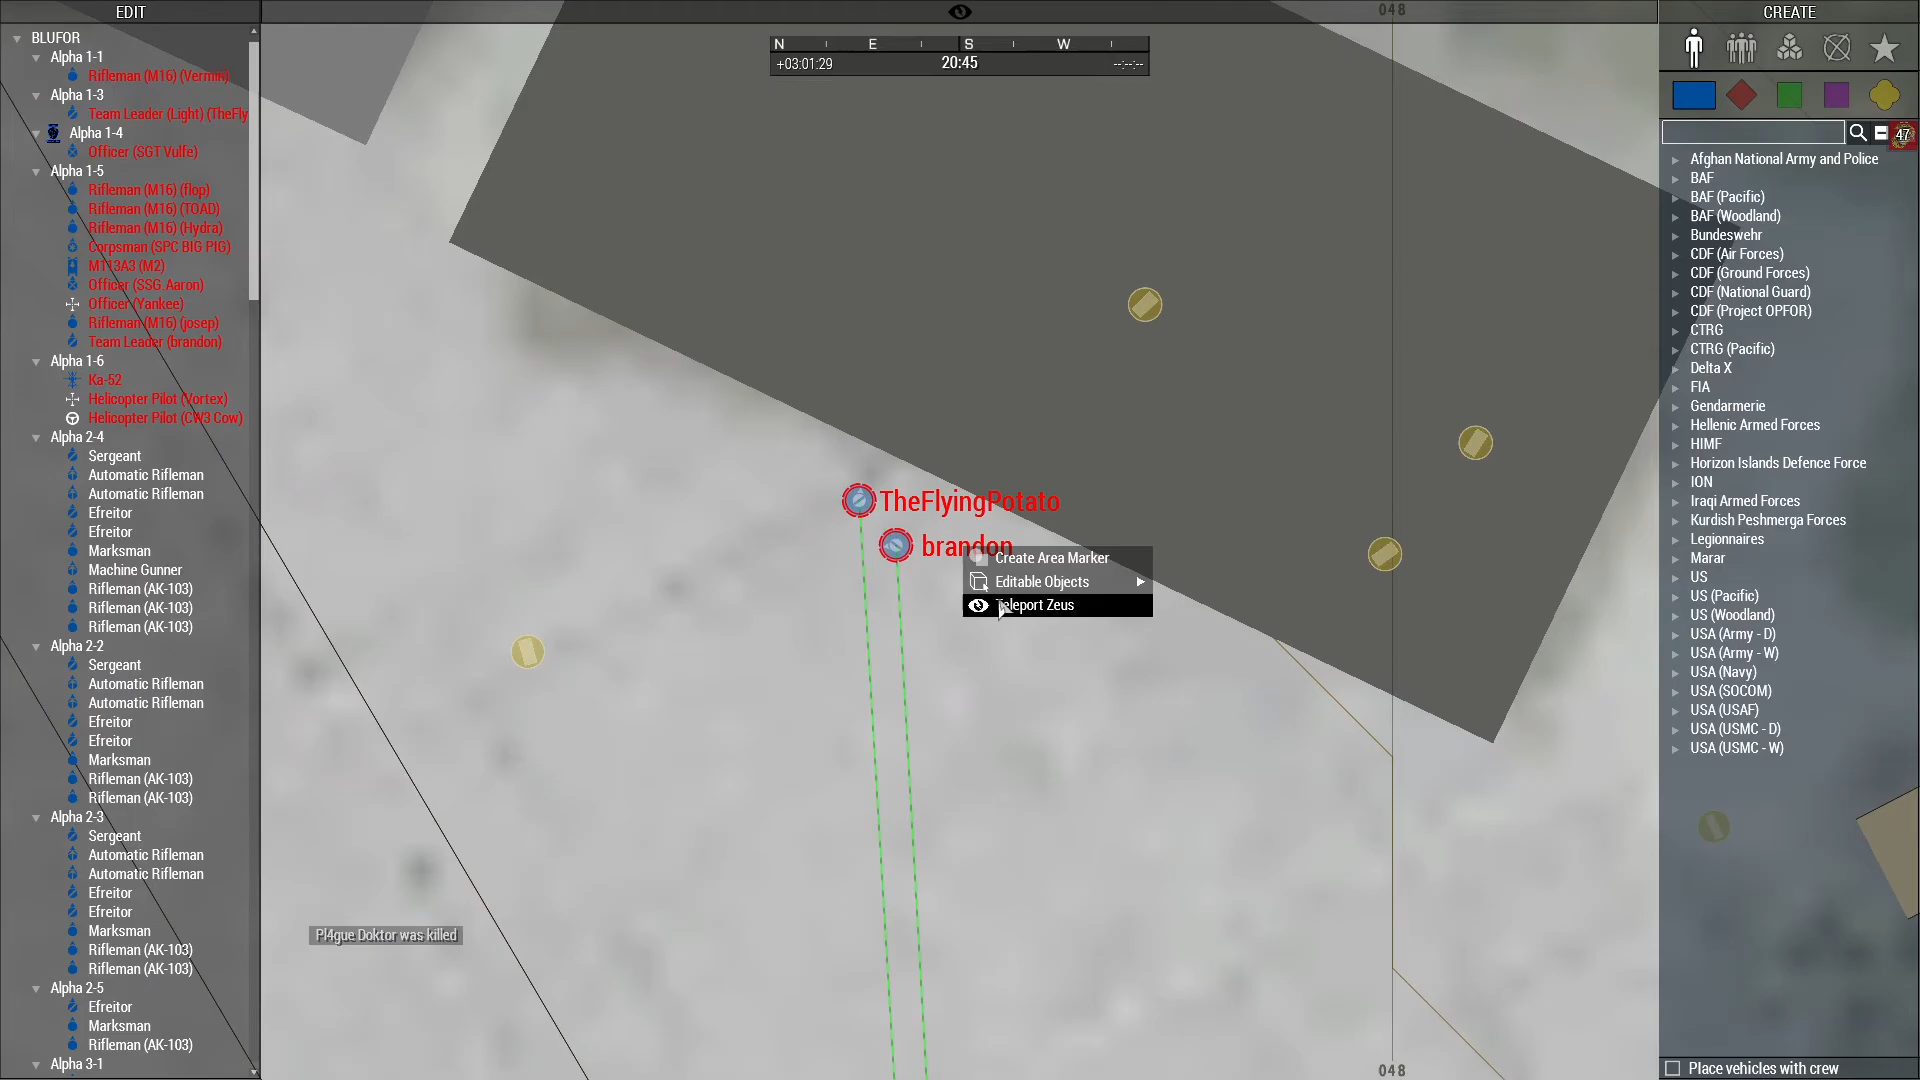 EDIT
BLUFOR
Alpha 1-1
Rifleman (M16) (Vermin)
Alpha 1-3
Team Leader (Light) (TheFly
Alpha 1-4
Officer (SGT Vulfe)
Alpha 1-5
Rifleman (M16) (flop)
Rifleman (M16) (TOAD)
Rifleman (M16) (Hydra)
Corpsman (SPC BIG PIG)
M113A3 (M2)
Officer (SSG Aaron)
Officer (Yankee)
Rifleman (M16) (josep)
Team Leader (brandon)
Alpha 1-6
Ka-52
Helicopter Pilot (Vortex)
Helicopter Pilot (CW3 Cow)
Alpha 2-4
Sergeant
Automatic Rifleman
Automatic Rifleman
Efreitor
Efreitor
Marksman
Machine Gunner
Rifleman (AK-103)
Rifleman (AK-103)
Rifleman (AK-103)
Alpha 2-2
Sergeant
Automatic Rifleman
Automatic Rifleman
Efreitor
Efreitor
Marksman
Rifleman (AK-103)
Rifleman (AK-103)
Alpha 2-3
Sergeant
Automatic Rifleman
Automatic Rifleman
Efreitor
Efreitor
Marksman
Rifleman (AK-103)
Rifleman (AK-103)
Alpha 2-5
Efreitor
Marksman
Rifleman (AK-103)
Alpha 3-1
N E S W
+03:01:29 20:45 --:--:--
048
TheFlyingPotato
brandon
Create Area Marker
Editable Objects
Teleport Zeus
Pl4gue Doktor was killed
048
CREATE
47
Afghan National Army and Police
BAF
BAF (Pacific)
BAF (Woodland)
Bundeswehr
CDF (Air Forces)
CDF (Ground Forces)
CDF (National Guard)
CDF (Project OPFOR)
CTRG
CTRG (Pacific)
Delta X
FIA
Gendarmerie
Hellenic Armed Forces
HIMF
Horizon Islands Defence Force
ION
Iraqi Armed Forces
Kurdish Peshmerga Forces
Legionnaires
Marar
US
US (Pacific)
US (Woodland)
USA (Army - D)
USA (Army - W)
USA (Navy)
USA (SOCOM)
USA (USAF)
USA (USMC - D)
USA (USMC - W)
Place vehicles with crew